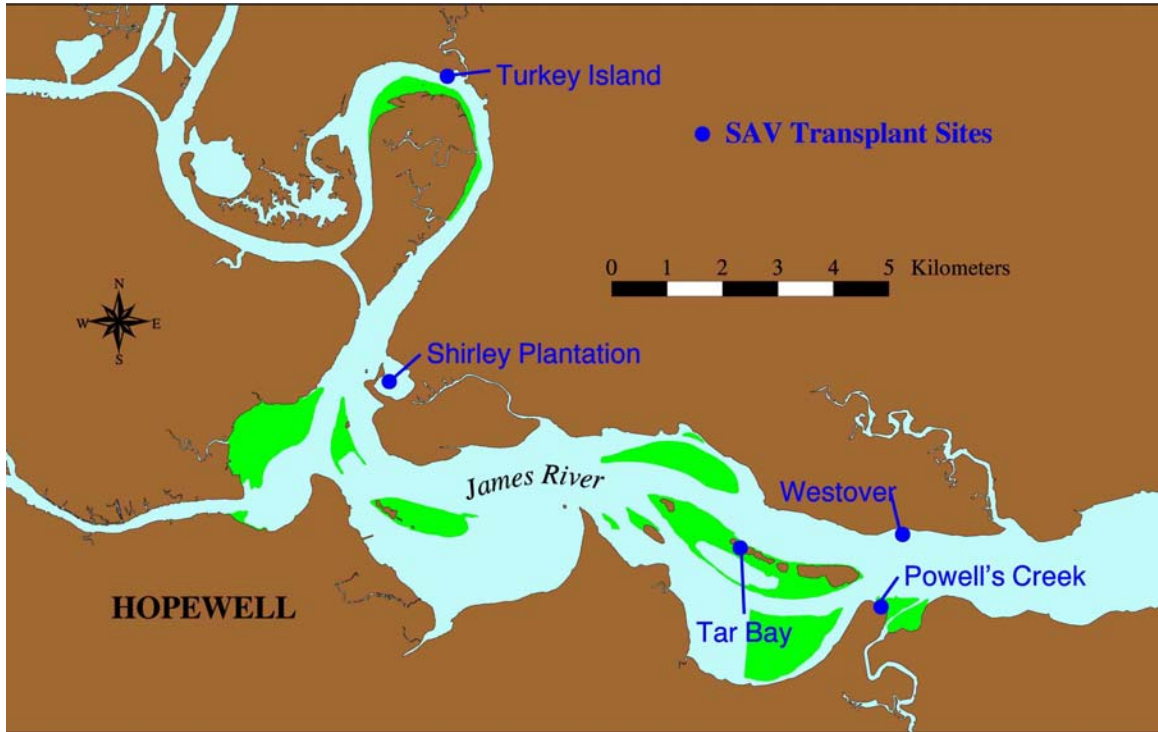 Turkey Island
SAV Transplant Sites
0 1 2 3 4 5 Kilometers
N
W E
S
Shirley Plantation
James River
Westover
Powell's Creek
HOPEWELL
Tar Bay